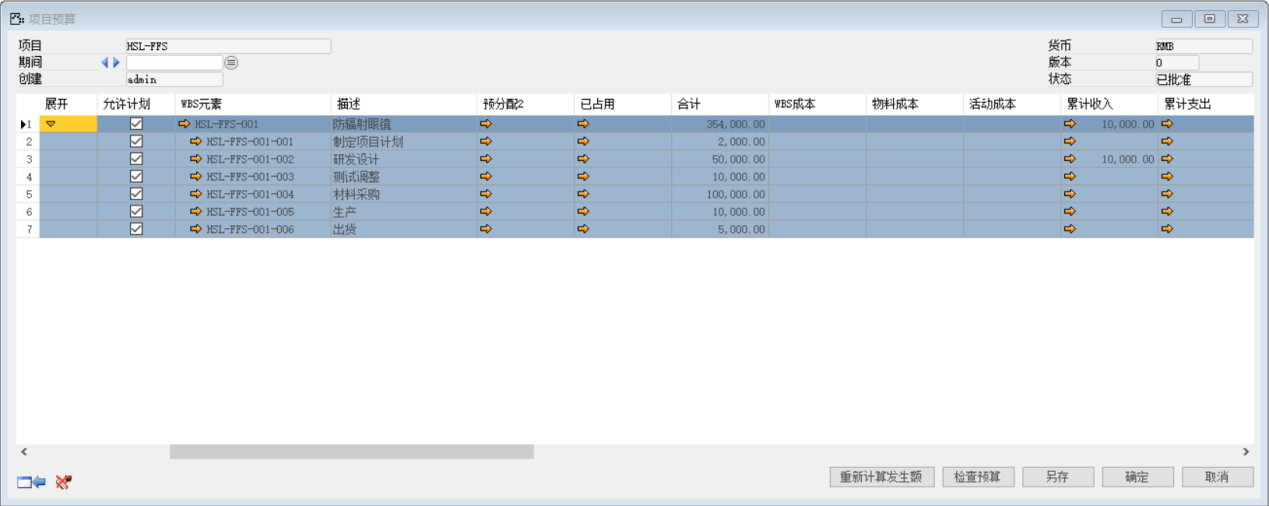 项目预算
项目 HSL-FFS 货币 RMB
期间 版本 0
创建 admin 状态 已批准
展开 允许计划 WBS元素 描述 预分配2 已占用 合计 WBS成本 物料成本 活动成本 累计收入 累计支出
1 HSL-FFS-001 防辐射眼镜 354,000.00 10,000.00
2 HSL-FFS-001-001 制定项目计划 2,000.00
3 HSL-FFS-001-002 研发设计 50,000.00 10,000.00
4 HSL-FFS-001-003 测试调整 10,000.00
5 HSL-FFS-001-004 材料采购 100,000.00
6 HSL-FFS-001-005 生产 10,000.00
7 HSL-FFS-001-006 出货 5,000.00
重新计算发生额 检查预算 另存 确定 取消